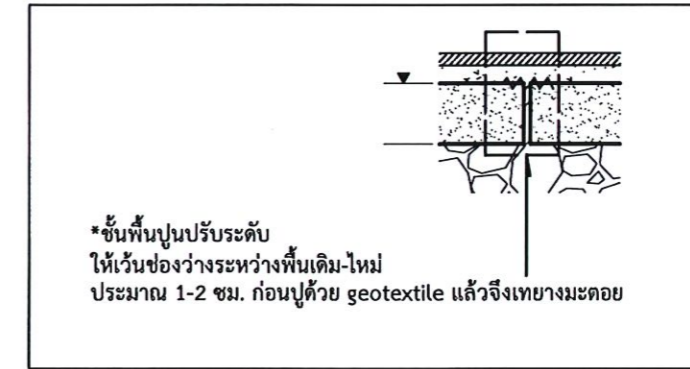 *ชั้นพื้นปูนปรับระดับ
ให้เว้นช่องว่างระหว่างพื้นเดิม-ไหม่
ประมาณ 1-2 ซม. ก่อนปูด้วย geotextile แล้วจึงเทยางมะตอย